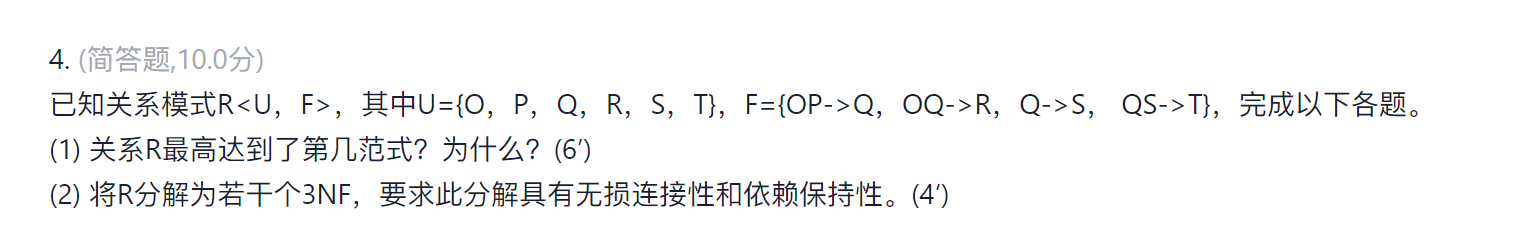 4. (简答题,10.0分)
已知关系模式R<U，F>，其中U={O，P，Q，R，S，T}，F={OP->Q，OQ->R，Q->S， QS->T}，完成以下各题。
(1) 关系R最高达到了第几范式？为什么？(6′)
(2) 将R分解为若干个3NF，要求此分解具有无损连接性和依赖保持性。(4′)